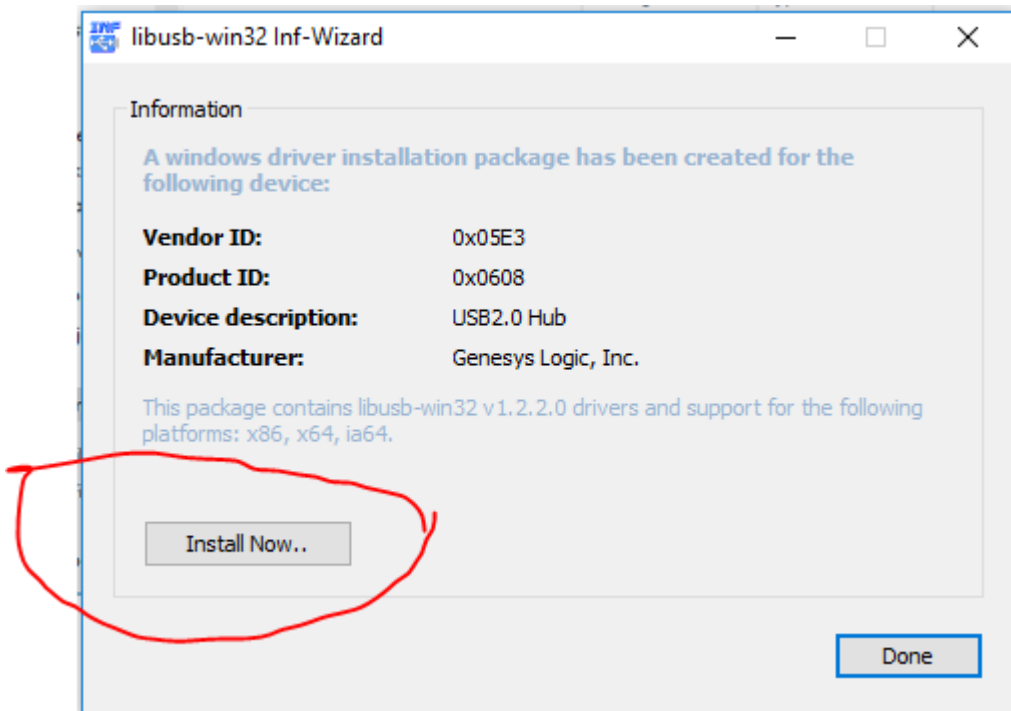 INF
libusb-win32 Inf-Wizard
Information
A windows driver installation package has been created for the
following device:
Vendor ID: 0x05E3
Product ID: 0x0608
Device description: USB2.0 Hub
Manufacturer: Genesys Logic, Inc.
This package contains libusb-win32 v1.2.2.0 drivers and support for the following
platforms: x86, x64, ia64.
Install Now..
Done